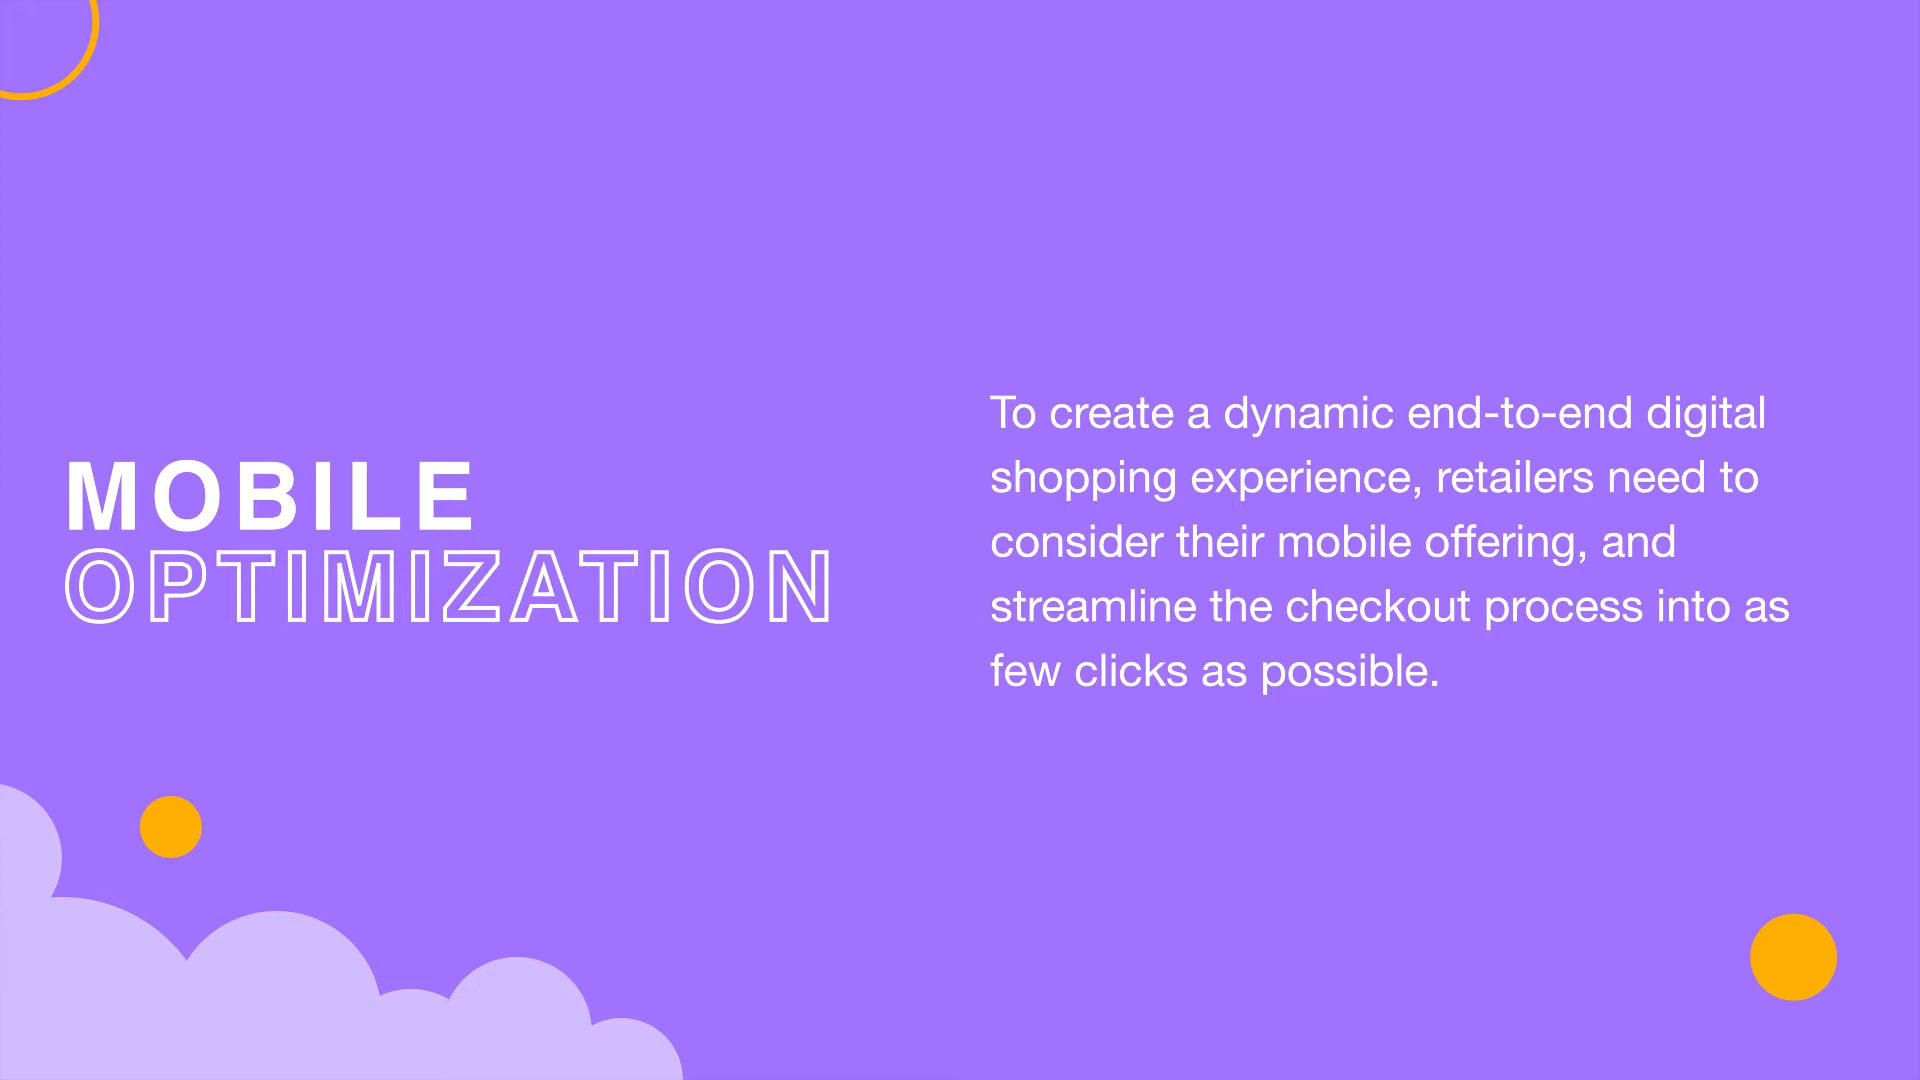 MOBILE
OPTIMIZATION
To create a dynamic end-to-end digital
shopping experience, retailers need to
consider their mobile offering, and
streamline the checkout process into as
few clicks as possible.